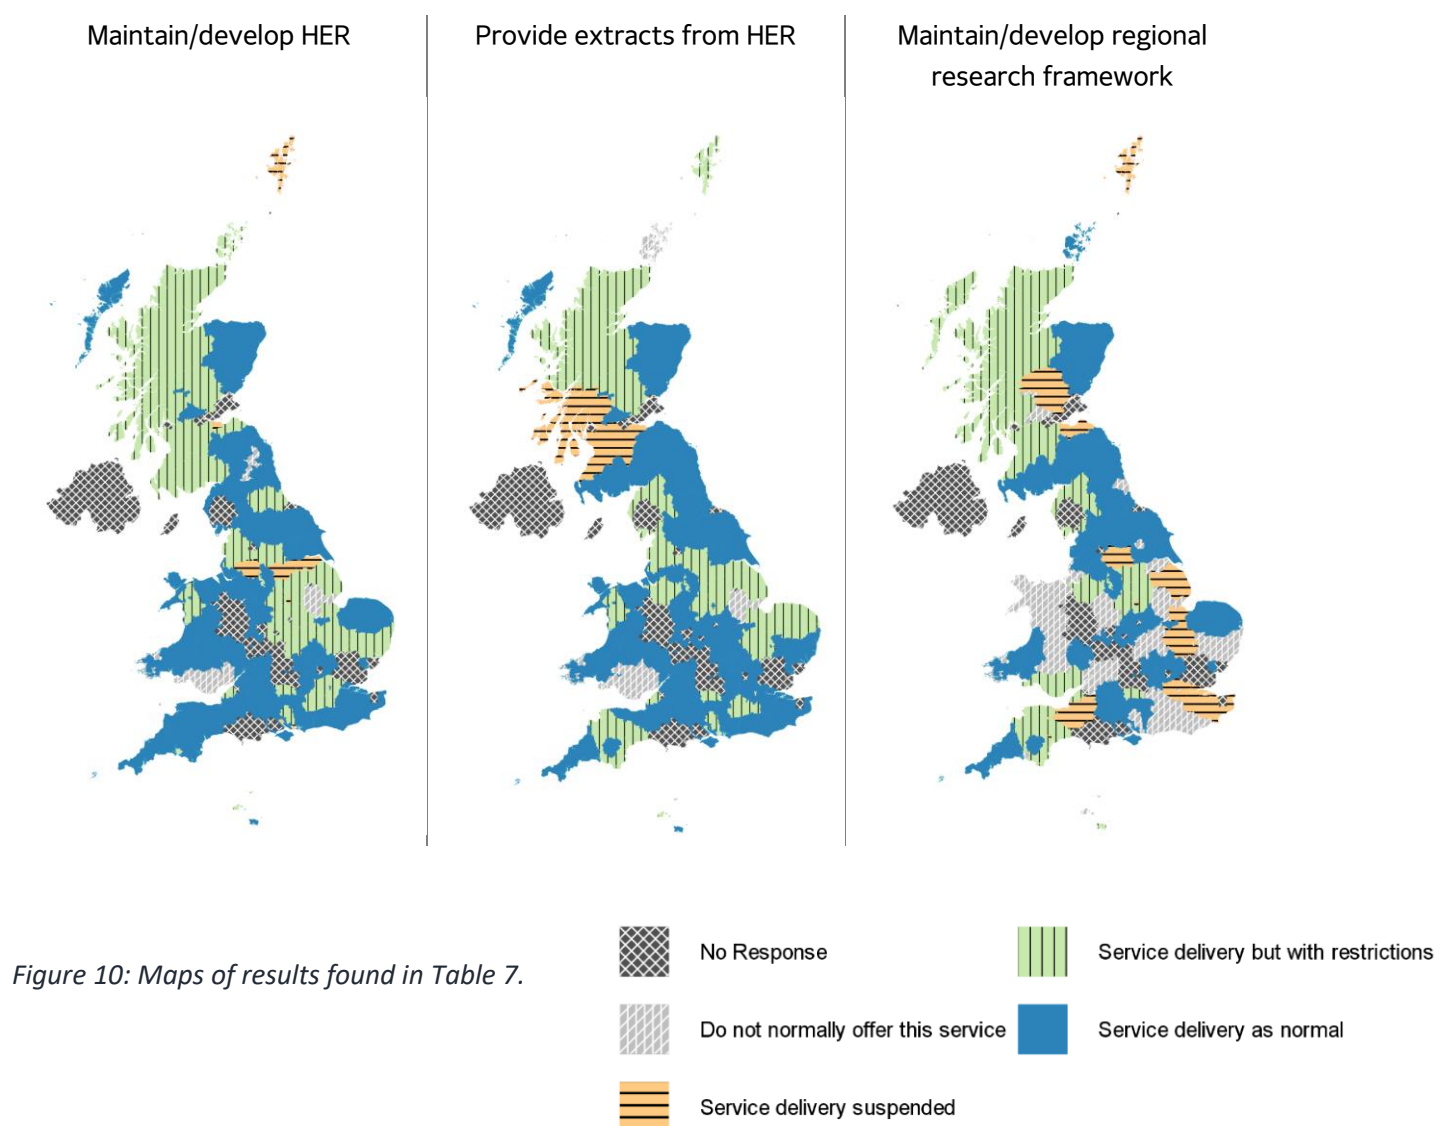 Maintain/develop HER
Provide extracts from HER
Maintain/develop regional
research framework
Figure 10: Maps of results found in Table 7.
No Response
Do not normally offer this service
Service delivery suspended
Service delivery but with restrictions
Service delivery as normal